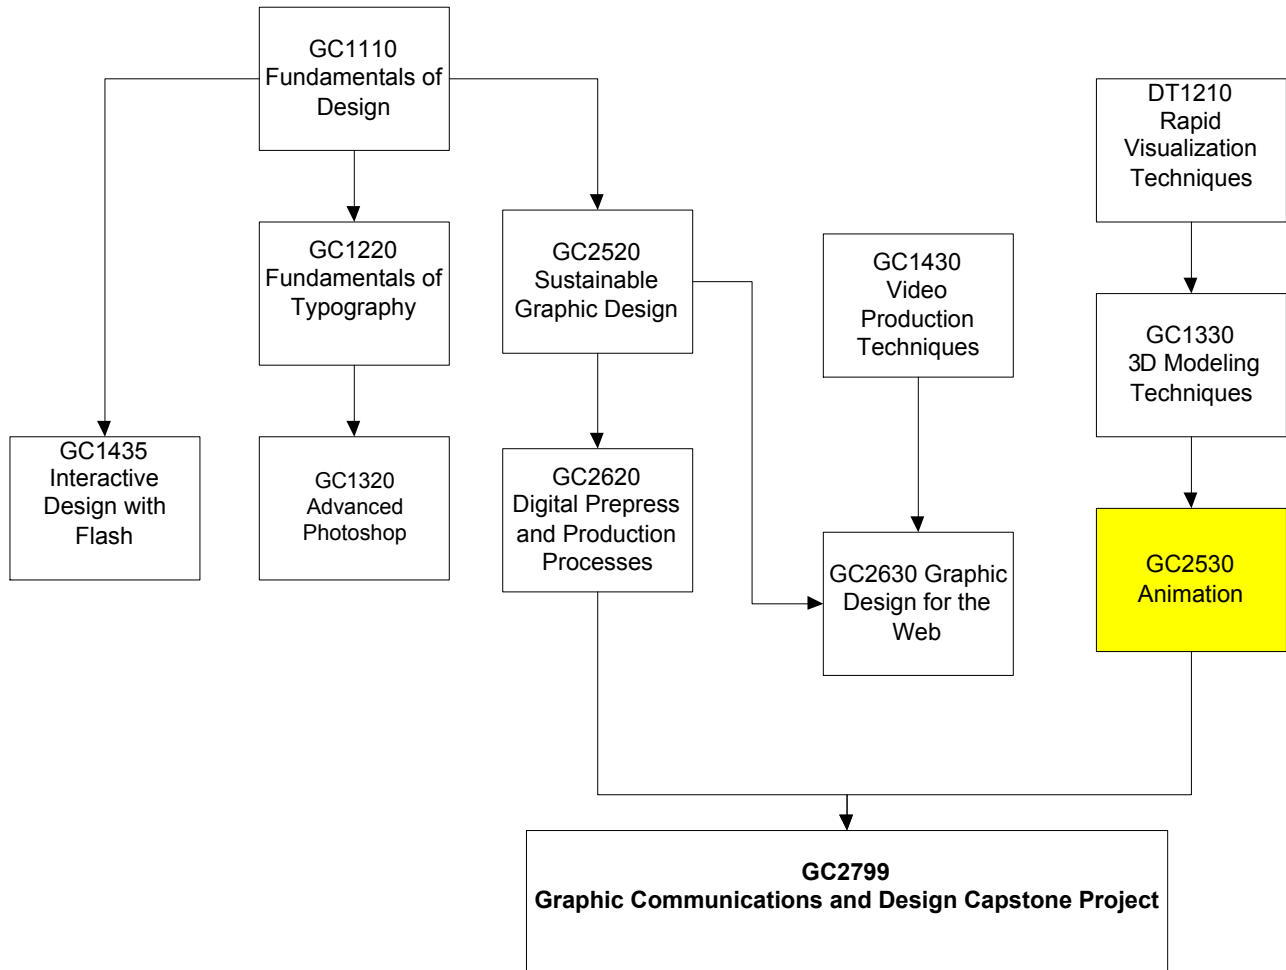 GC1110
Fundamentals of
Design
DT1210
Rapid
Visualization
Techniques
GC1220
Fundamentals of
Typography
GC2520
Sustainable
Graphic Design
GC1430
Video
Production
Techniques
GC1330
3D Modeling
Techniques
GC1435
Interactive
Design with
Flash
GC1320
Advanced
Photoshop
GC2620
Digital Prepress
and Production
Processes
GC2630 Graphic
Design for the
Web
GC2530
Animation
GC2799
Graphic Communications and Design Capstone Project